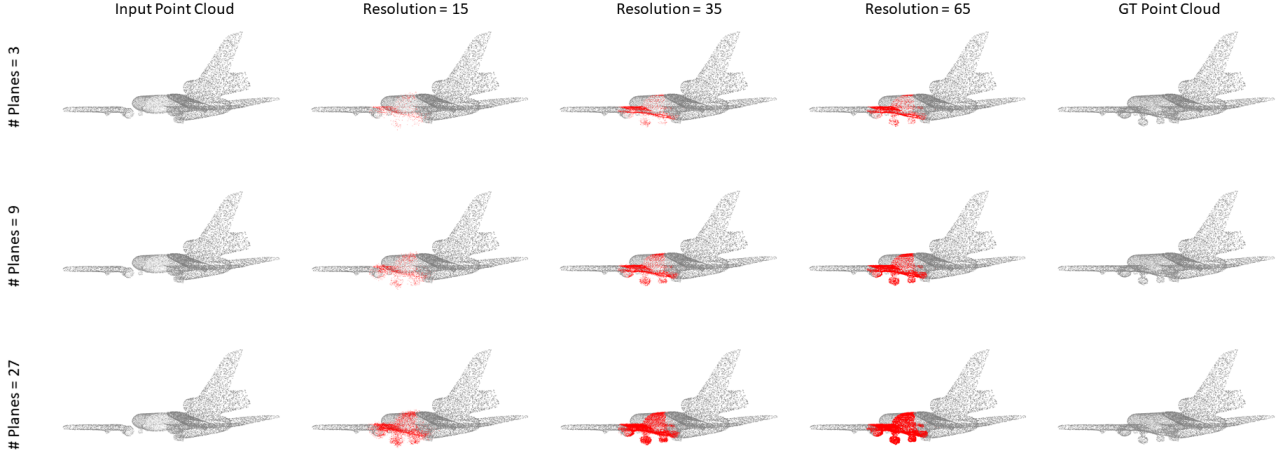 Input Point Cloud
Resolution = 15
Resolution = 35
Resolution = 65
GT Point Cloud
# Planes = 3
# Planes = 9
# Planes = 27